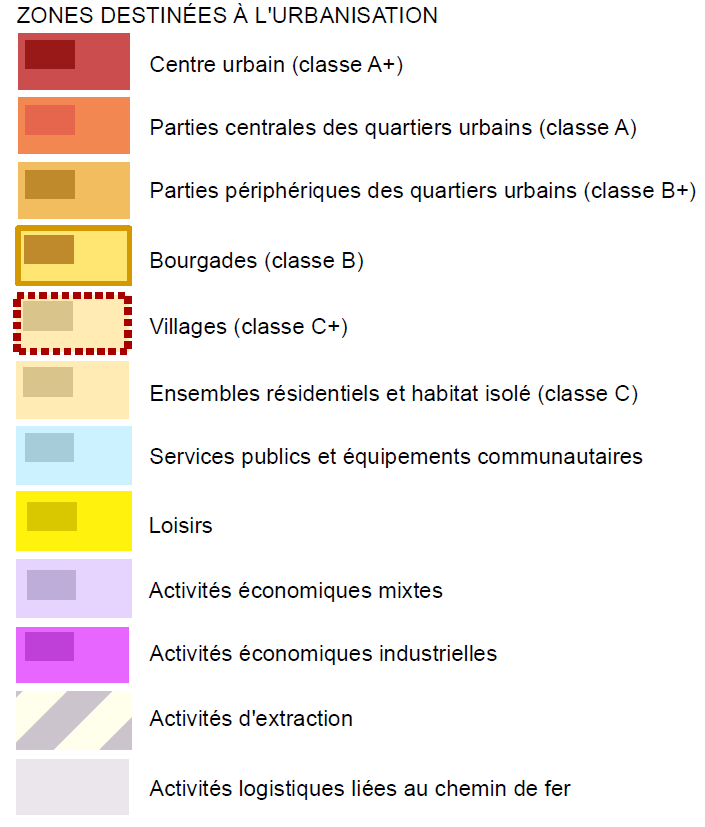 ZONES DESTINÉES À L'URBANISATION
Centre urbain (classe A+)
Parties centrales des quartiers urbains (classe A)
Parties périphériques des quartiers urbains (classe B+)
Bourgades (classe B)
Villages (classe C+)
Ensembles résidentiels et habitat isolé (classe C)
Services publics et équipements communautaires
Loisirs
Activités économiques mixtes
Activités économiques industrielles
Activités d'extraction
Activités logistiques liées au chemin de fer